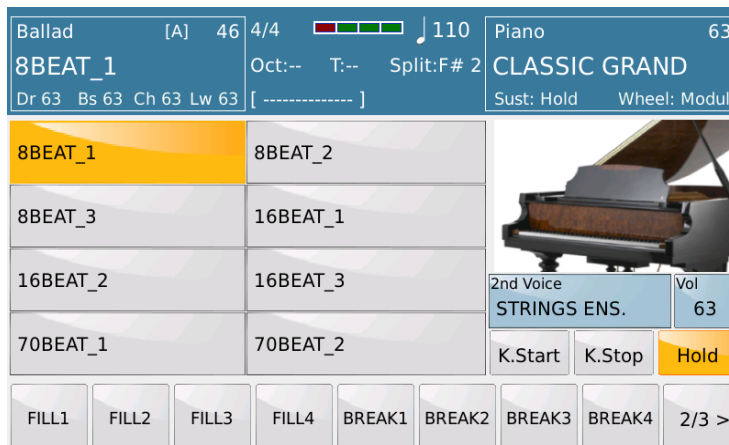 Ballad [A] 46
8BEAT_1
Dr 63 Bs 63 Ch 63 Lw 63
4/4 110
Oct:-- T:-- Split:F# 2
[ -------------- ]
Piano 63
CLASSIC GRAND
Sust: Hold Wheel: Modul
8BEAT_1 8BEAT_2
8BEAT_3 16BEAT_1
16BEAT_2 16BEAT_3
70BEAT_1 70BEAT_2
2nd Voice Vol
STRINGS ENS. 63
K.Start K.Stop Hold
FILL1 FILL2 FILL3 FILL4 BREAK1 BREAK2 BREAK3 BREAK4 2/3 >